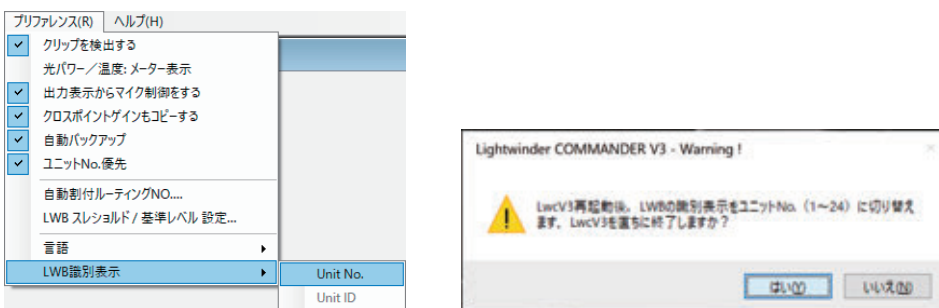 プリファレンス(R) ヘルプ(H)
クリップを検出する
光パワー／温度: メーター表示
出力表示からマイク制御をする
クロスポイントゲインもコピーする
自動バックアップ
ユニットNo.優先
自動割付ルーティングNO....
LWB スレショルド / 基準レベル 設定...
言語
LWB識別表示
Unit No.
Unit ID
Lightwinder COMMANDER V3 - Warning !
LwcV3再起動後、LWBの識別表示をユニットNo.（1～24）に切り替え
ます。LwcV3を直ちに終了しますか？
はい(Y) いいえ(N)